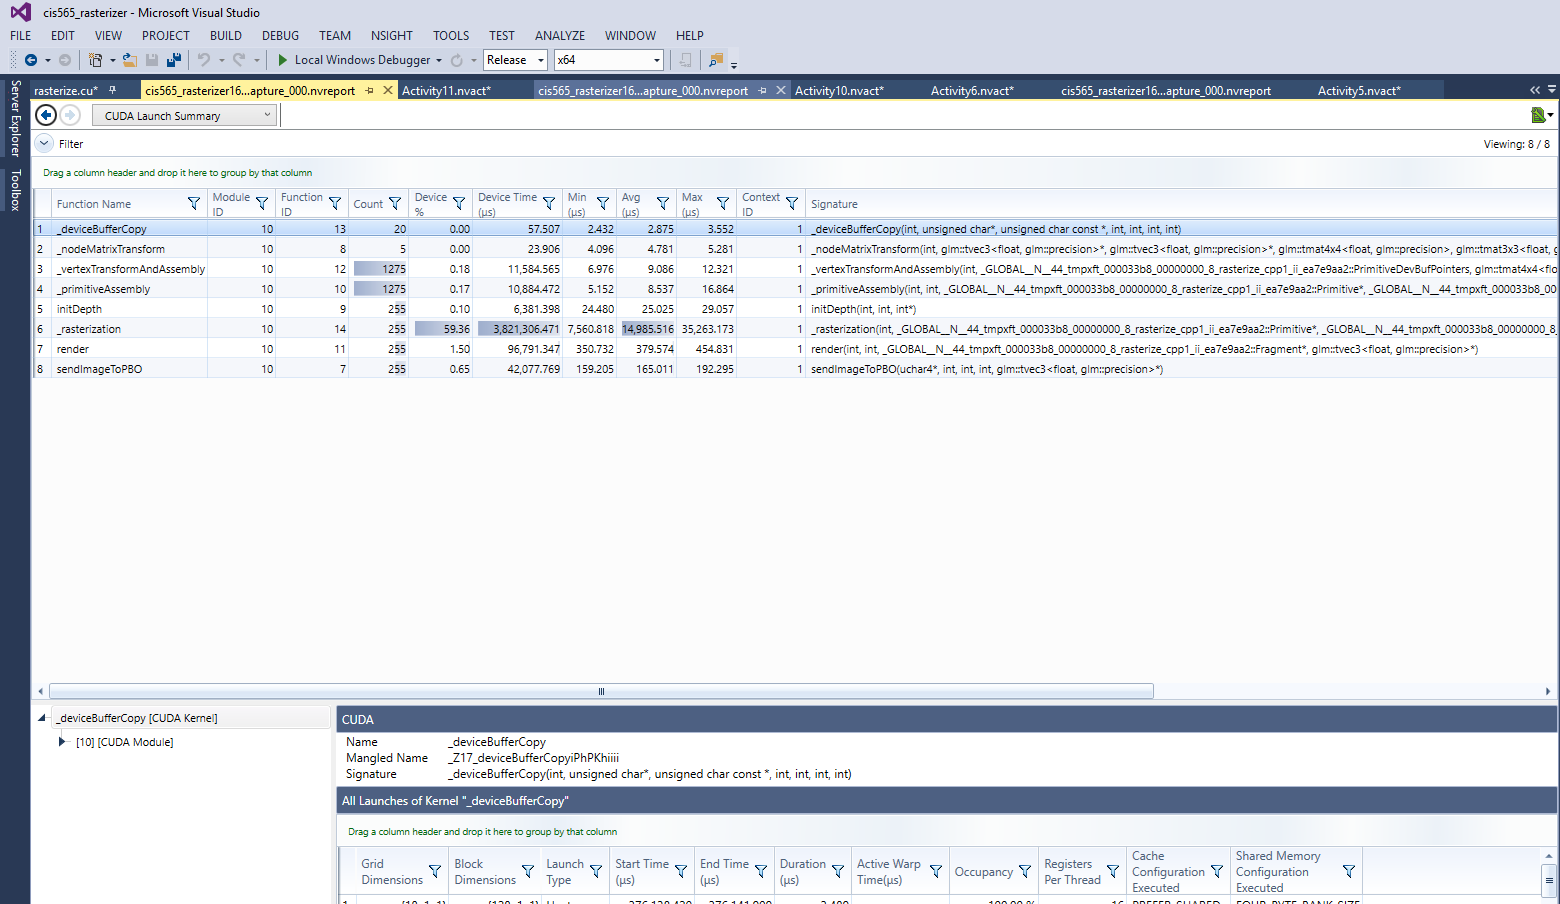 cis565_rasterizer - Microsoft Visual Studio
FILE EDIT VIEW PROJECT BUILD DEBUG TEAM NSIGHT TOOLS TEST ANALYZE WINDOW HELP
Local Windows Debugger Release x64
Server Explorer
Toolbox
rasterize.cu* cis565_rasterizer16...apture_000.nvreport Activity11.nvact* cis565_rasterizer16...apture_000.nvreport Activity10.nvact* Activity6.nvact* cis565_rasterizer16...apture_000.nvreport Activity5.nvact*
CUDA Launch Summary
Filter Viewing: 8 / 8
Drag a column header and drop it here to group by that column
Function Name Module ID Function ID Count Device % Device Time (µs) Min (µs) Avg (µs) Max (µs) Context ID Signature
1 _deviceBufferCopy 10 13 20 0.00 57.507 2.432 2.875 3.552 1 _deviceBufferCopy(int, unsigned char*, unsigned char const *, int, int, int, int)
2 _nodeMatrixTransform 10 8 5 0.00 23.906 4.096 4.781 5.281 1 _nodeMatrixTransform(int, glm::tvec3<float, glm::precision>*, glm::tvec3<float, glm::precision>*, glm::tmat4x4<float, glm::precision>, glm::tmat3x3<float, g
3 _vertexTransformAndAssembly 10 12 1275 0.18 11,584.565 6.976 9.086 12.321 1 _vertexTransformAndAssembly(int, _GLOBAL__N__44_tmpxft_000033b8_00000000_8_rasterize_cpp1_ii_ea7e9aa2::PrimitiveDevBufPointers, glm::tmat4x4<float
4 _primitiveAssembly 10 10 1275 0.17 10,884.472 5.152 8.537 16.864 1 _primitiveAssembly(int, int, _GLOBAL__N__44_tmpxft_000033b8_00000000_8_rasterize_cpp1_ii_ea7e9aa2::Primitive*, _GLOBAL__N__44_tmpxft_000033b8_0000
5 initDepth 10 9 255 0.10 6,381.398 24.480 25.025 29.057 1 initDepth(int, int, int*)
6 _rasterization 10 14 255 59.36 3,821,306.471 7,560.818 14,985.516 35,263.173 1 _rasterization(int, _GLOBAL__N__44_tmpxft_000033b8_00000000_8_rasterize_cpp1_ii_ea7e9aa2::Primitive*, _GLOBAL__N__44_tmpxft_000033b8_00000000_8
7 render 10 11 255 1.50 96,791.347 350.732 379.574 454.831 1 render(int, int, _GLOBAL__N__44_tmpxft_000033b8_00000000_8_rasterize_cpp1_ii_ea7e9aa2::Fragment*, glm::tvec3<float, glm::precision>*)
8 sendImageToPBO 10 7 255 0.65 42,077.769 159.205 165.011 192.295 1 sendImageToPBO(uchar4*, int, int, int, glm::tvec3<float, glm::precision>*)
_deviceBufferCopy [CUDA Kernel]
[10] [CUDA Module]
CUDA
Name _deviceBufferCopy
Mangled Name _Z17_deviceBufferCopyiPhPKhiiii
Signature _deviceBufferCopy(int, unsigned char*, unsigned char const *, int, int, int, int)
All Launches of Kernel "_deviceBufferCopy"
Drag a column header and drop it here to group by that column
Grid Dimensions Block Dimensions Launch Type Start Time (µs) End Time (µs) Duration (µs) Active Warp Time(µs) Occupancy Registers Per Thread Cache Configuration Executed Shared Memory Configuration Executed